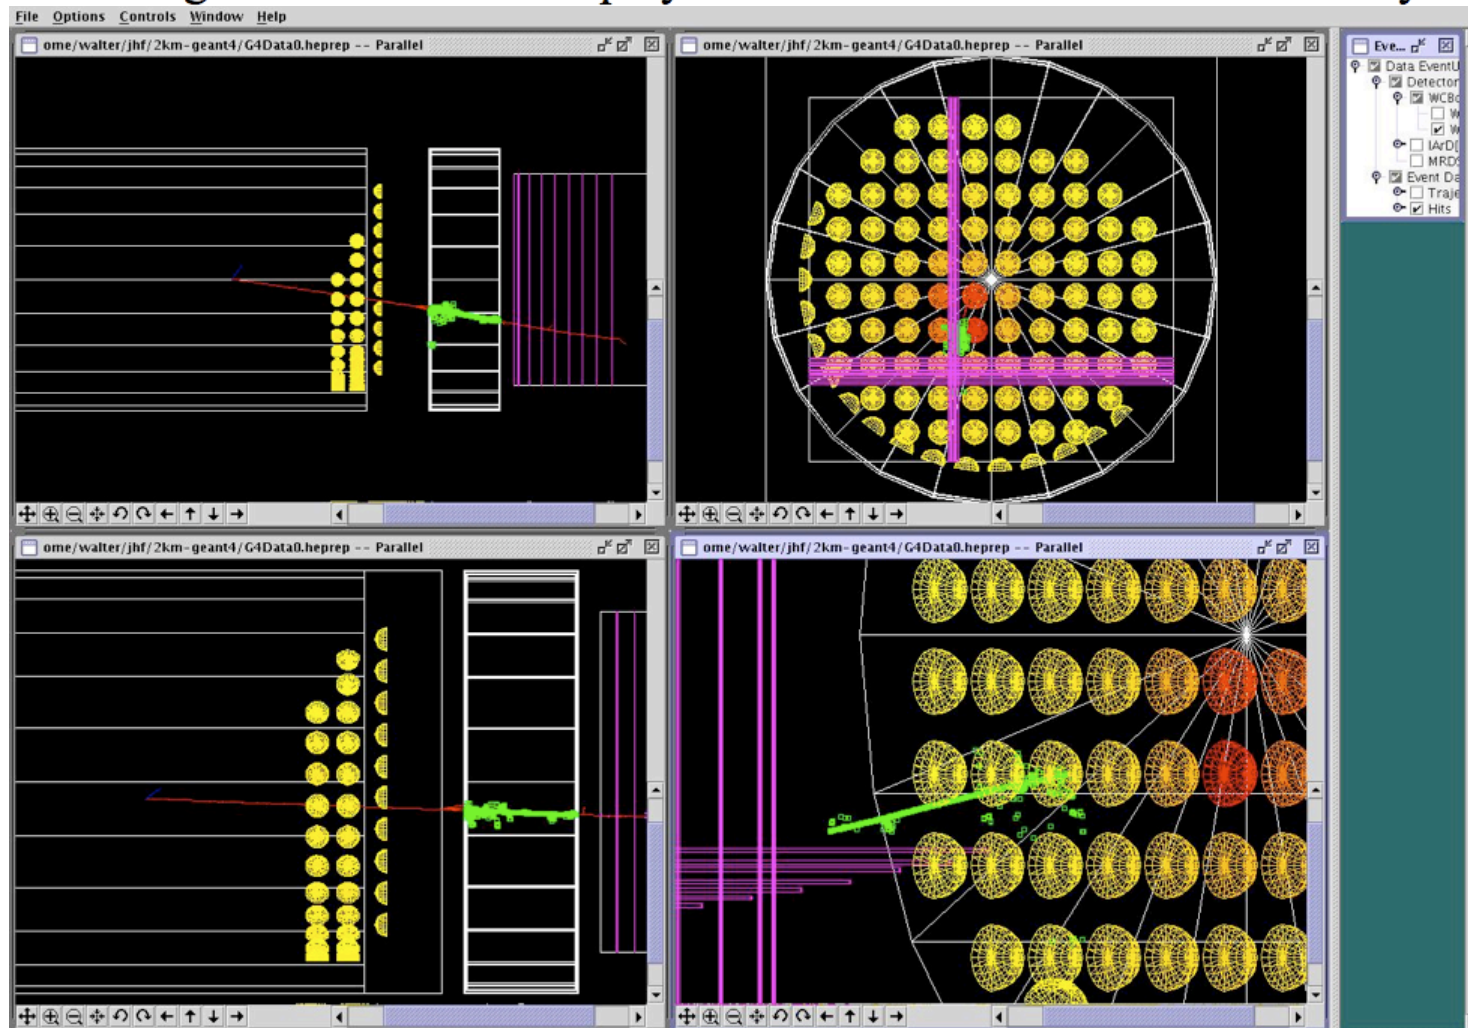 File Options Controls Window Help
ome/walter/jhf/2km-geant4/G4Data0.heprep -- Parallel
ome/walter/jhf/2km-geant4/G4Data0.heprep -- Parallel
Eve...
Data EventU
Detector
WCBo
W
W
lArD[
MRDS
Event Da
Traje
Hits
ome/walter/jhf/2km-geant4/G4Data0.heprep -- Parallel
ome/walter/jhf/2km-geant4/G4Data0.heprep -- Parallel